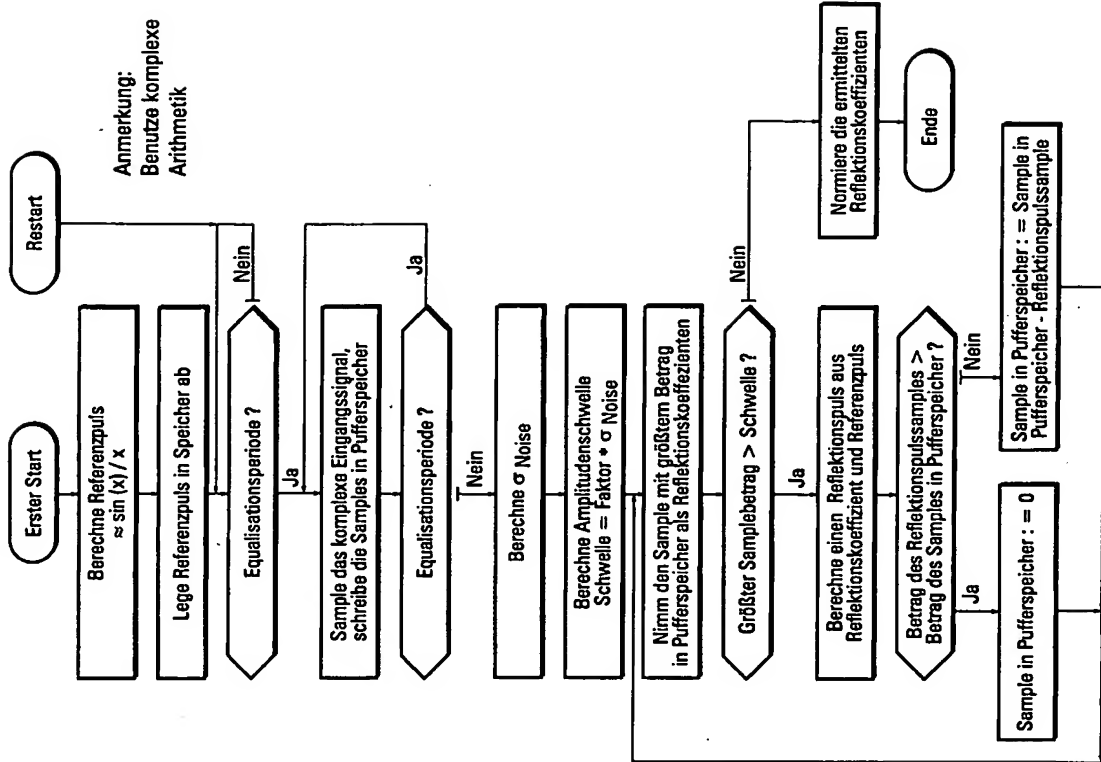 Erster Start
Restart
Anmerkung:
Benutze komplexe
Arithmetik
Berechne Referenzpuls
≈ sin (x) / x
Lege Referenzpuls in Speicher ab
Equalisationsperiode ?
Nein
Ja
Sample das komplexe Eingangssignal,
schreibe die Samples in Pufferspeicher
Equalisationsperiode ?
Ja
Nein
Berechne σ Noise
Berechne Amplitudenschwelle
Schwelle = Faktor * σ Noise
Nimm den Sample mit größtem Betrag
in Pufferspeicher als Reflektionskoeffezienten
Größter Samplebetrag > Schwelle ?
Nein
Ja
Normiere die ermittelten
Reflektionskoeffizienten
Ende
Berechne einen Reflektionspuls aus
Reflektionskoeffizient und Referenzpuls
Betrag des Reflektionspulssamples >
Betrag des Samples in Pufferspeicher ?
Ja
Nein
Sample in Pufferspeicher : = 0
Sample in Pufferspeicher : = Sample in
Pufferspeicher - Reflektionspulssample